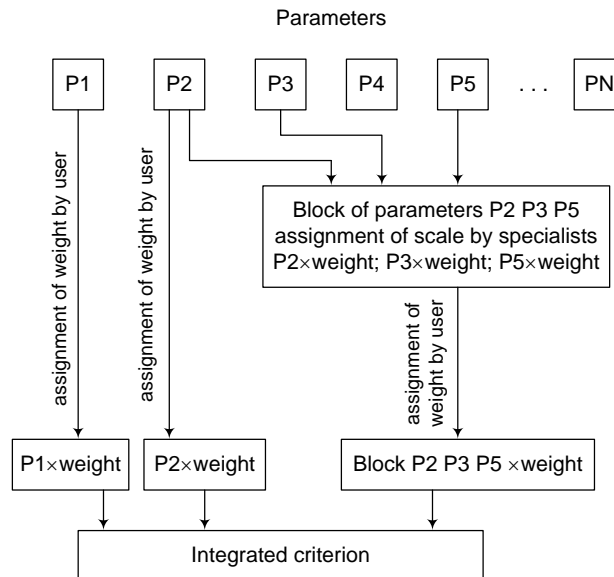 Parameters
P1 P2 P3 P4 P5 . . . PN
assignment of weight by user
assignment of weight by user
Block of parameters P2 P3 P5
assignment of scale by specialists
P2×weight; P3×weight; P5×weight
assignment of
weight by user
P1×weight
P2×weight
Block P2 P3 P5 ×weight
Integrated criterion